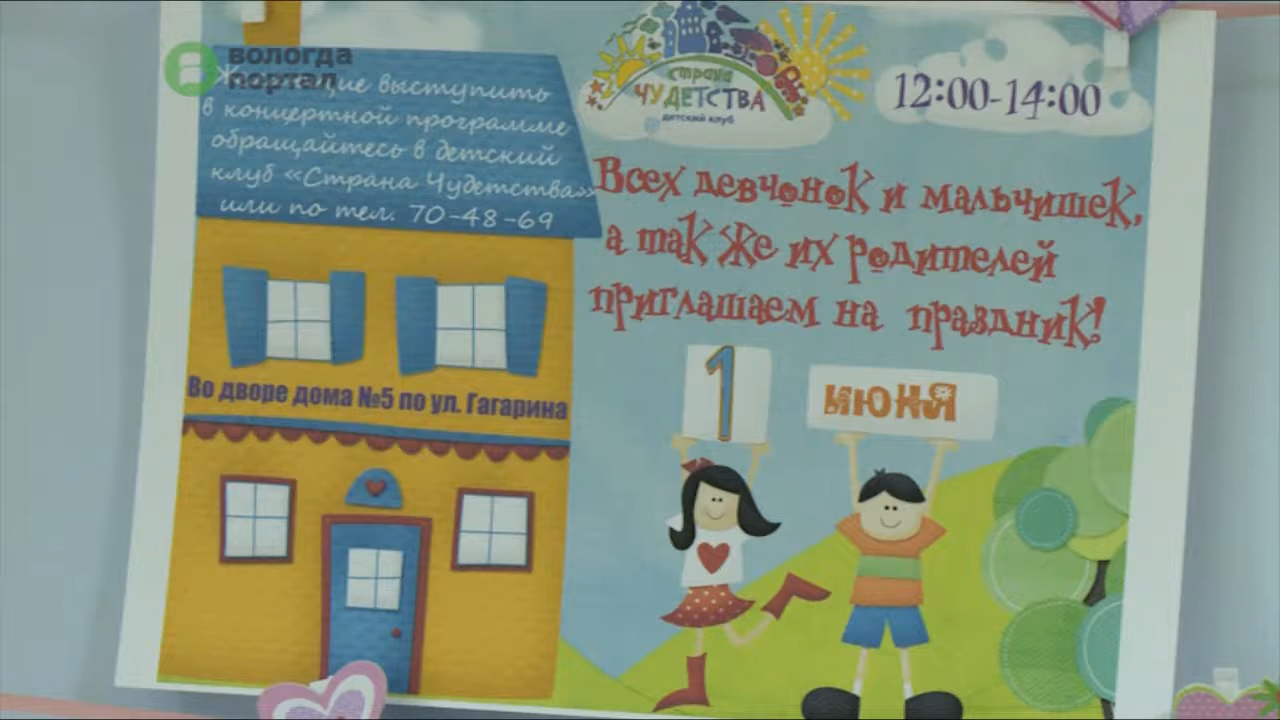 вологда
портал
выступить
в концертной программе
обращайтесь в детский
клуб «Страна Чудетства»
или по тел. 70-48-69
страна
ЧУДЕТСТВА
детский клуб
12:00-14:00
Всех девчонок и мальчишек,
а так же их родителей
приглашаем на праздник!
1
июня
Во дворе дома №5 по ул. Гагарина